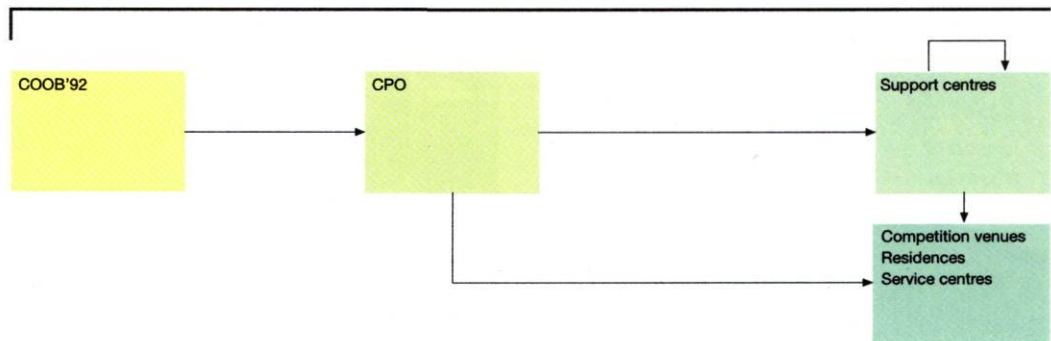 COOB'92
CPO
Support centres
Competition venues
Residences
Service centres